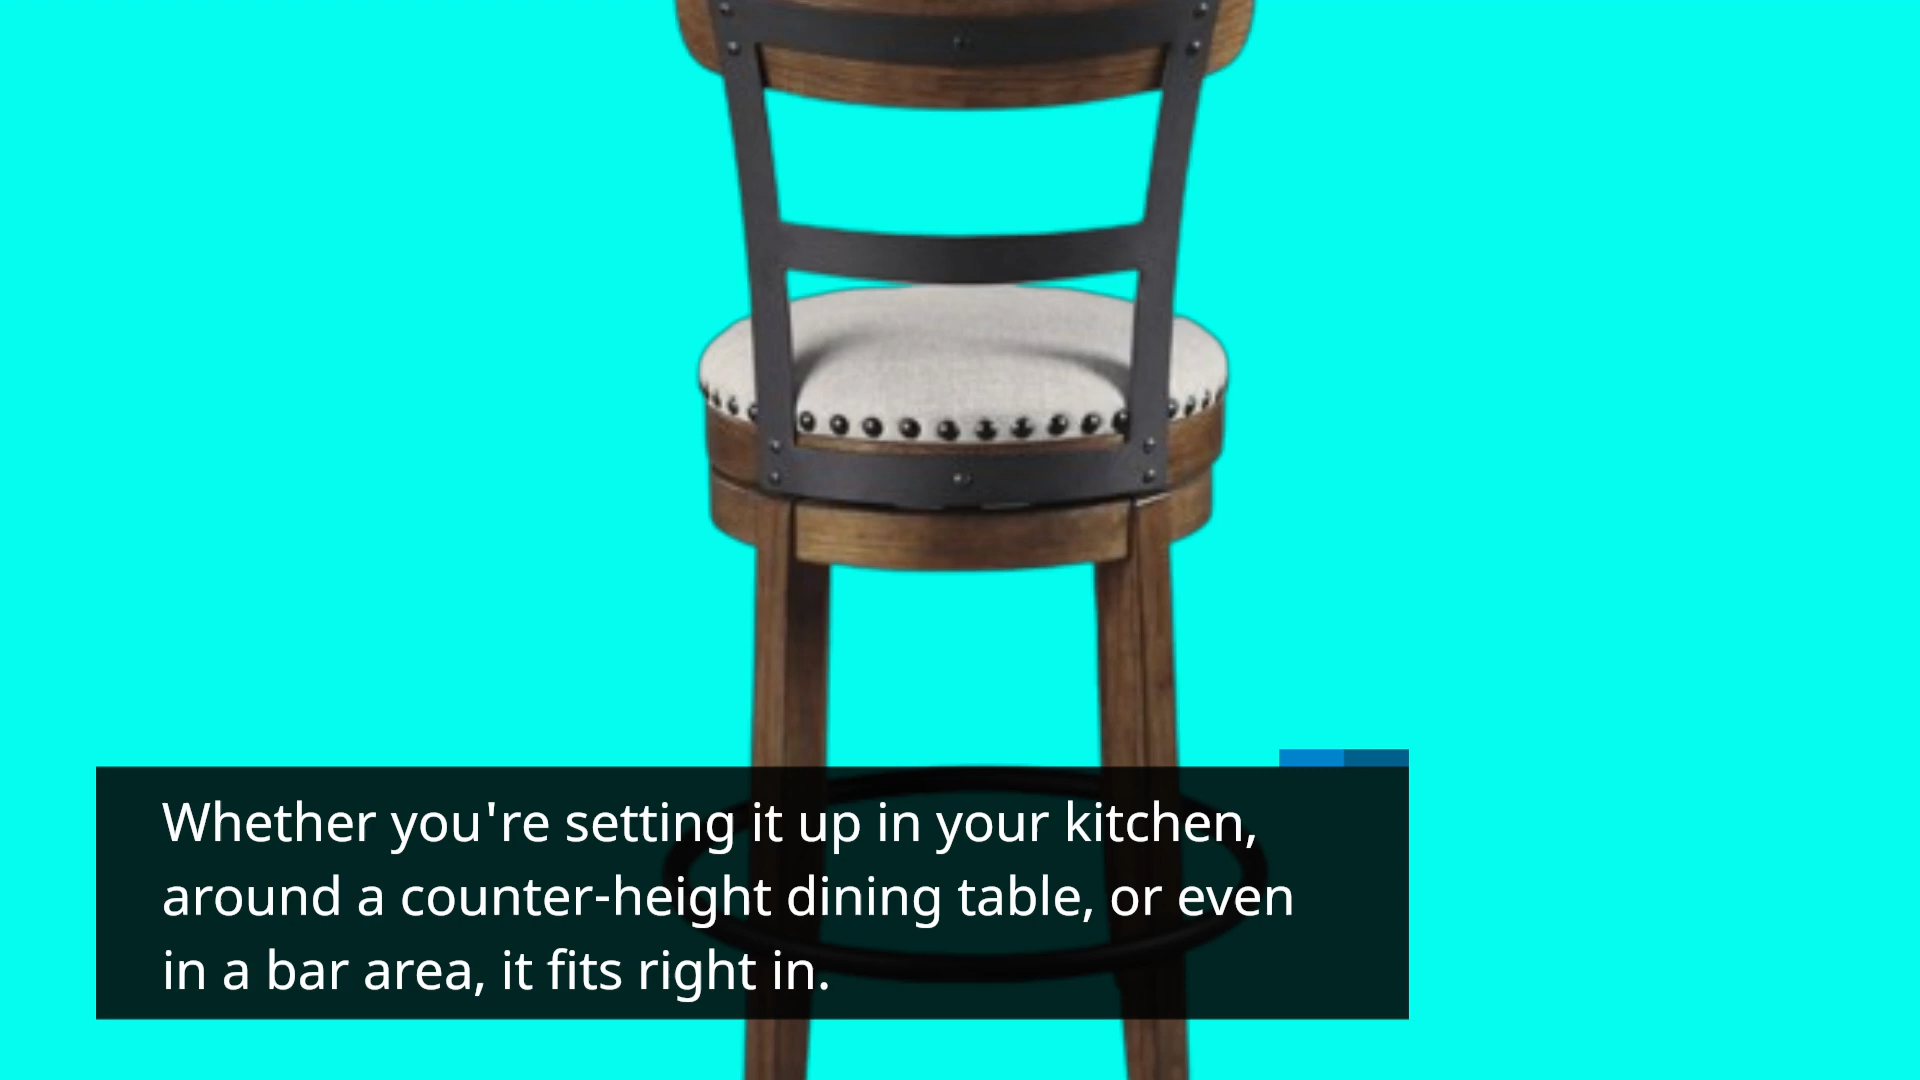 Whether you're setting it up in your kitchen,
around a counter-height dining table, or even
in a bar area, it fits right in.